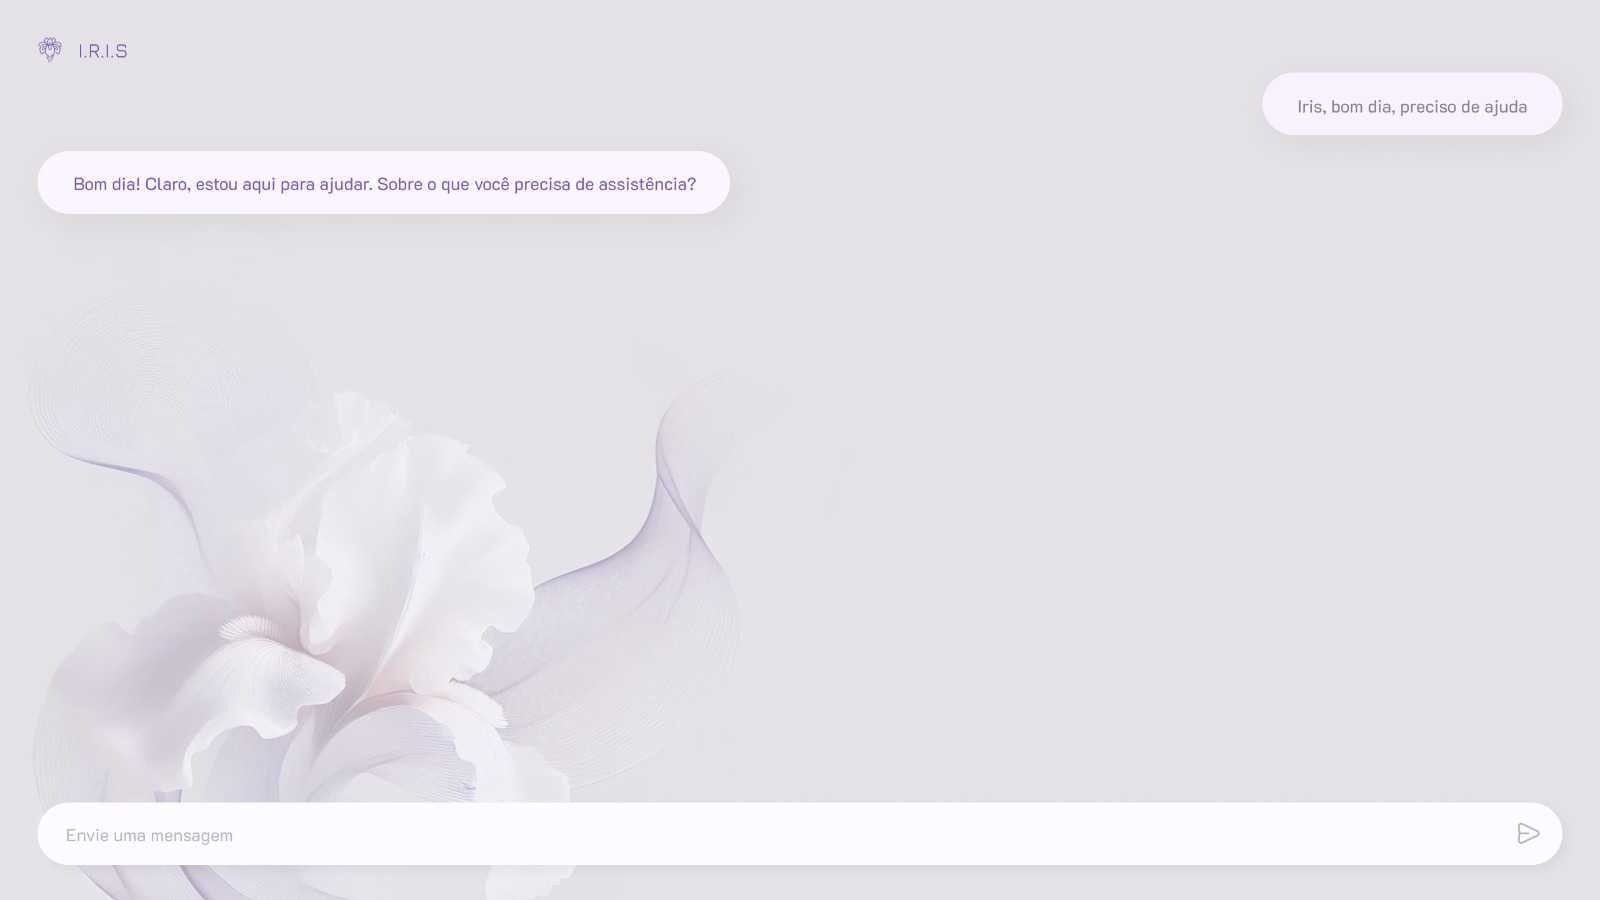 I.R.I.S
Iris, bom dia, preciso de ajuda
Bom dia! Claro, estou aqui para ajudar. Sobre o que você precisa de assistência?
Envie uma mensagem